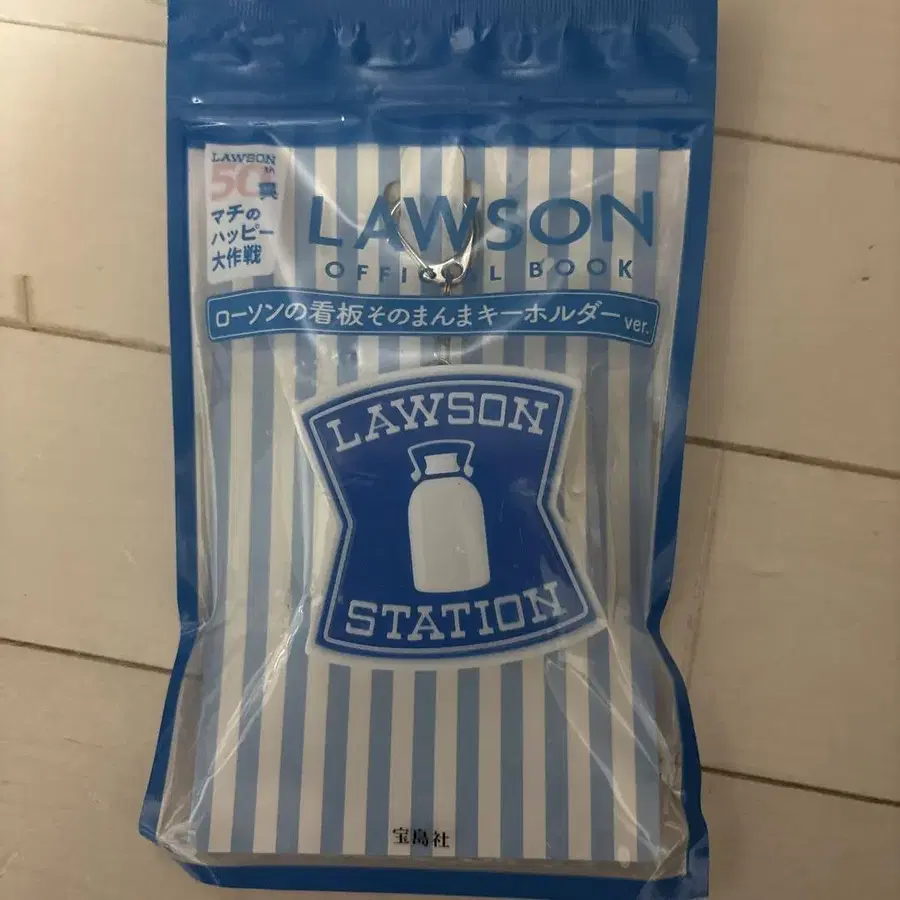 LAWSON
50th
マチの
ハッピー
大作戦
LAWSON
OFFICIAL BOOK
ローソンの看板そのまんまキーホルダーver.
LAWSON
STATION
宝島社